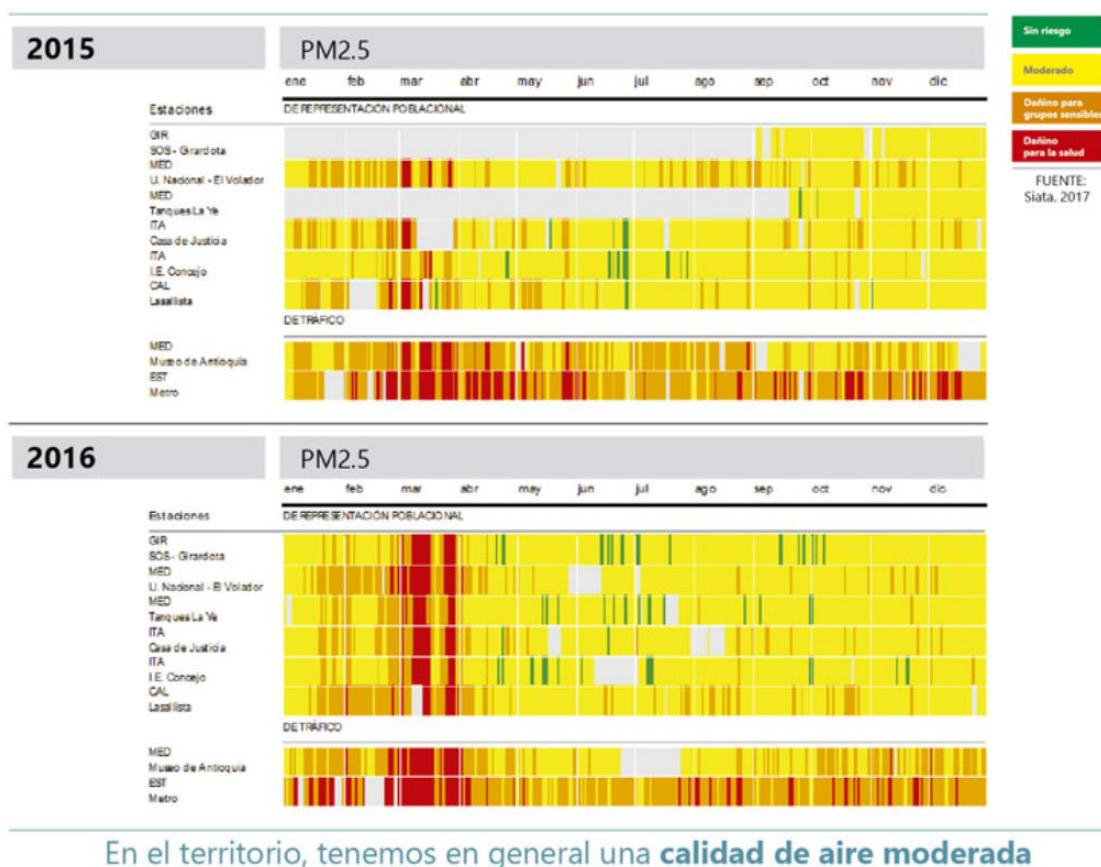 2015
PM2.5
Sin riesgo
Moderado
Dañino para
grupos sensibles
Dañino
para la salud
FUENTE:
Siata. 2017
ene feb mar abr may jun jul ago sep oct nov dic
Estaciones DE REPRESENTACIÓN POBLACIONAL
GIR
SOS - Girardota
MED
U. Nacional - El Volador
MED
Tanques La Ye
ITA
Casa de Justicia
ITA
I.E. Concejo
CAL
Lasallista
DE TRÁFICO
MED
Museo de Antioquia
EST
Metro
2016
PM2.5
ene feb mar abr may jun jul ago sep oct nov dic
Estaciones DE REPRESENTACIÓN POBLACIONAL
GIR
SOS - Girardota
MED
U. Nacional - El Volador
MED
Tanques La Ye
ITA
Casa de Justicia
ITA
I.E. Concejo
CAL
Lasallista
DE TRÁFICO
MED
Museo de Antioquia
EST
Metro
En el territorio, tenemos en general una calidad de aire moderada